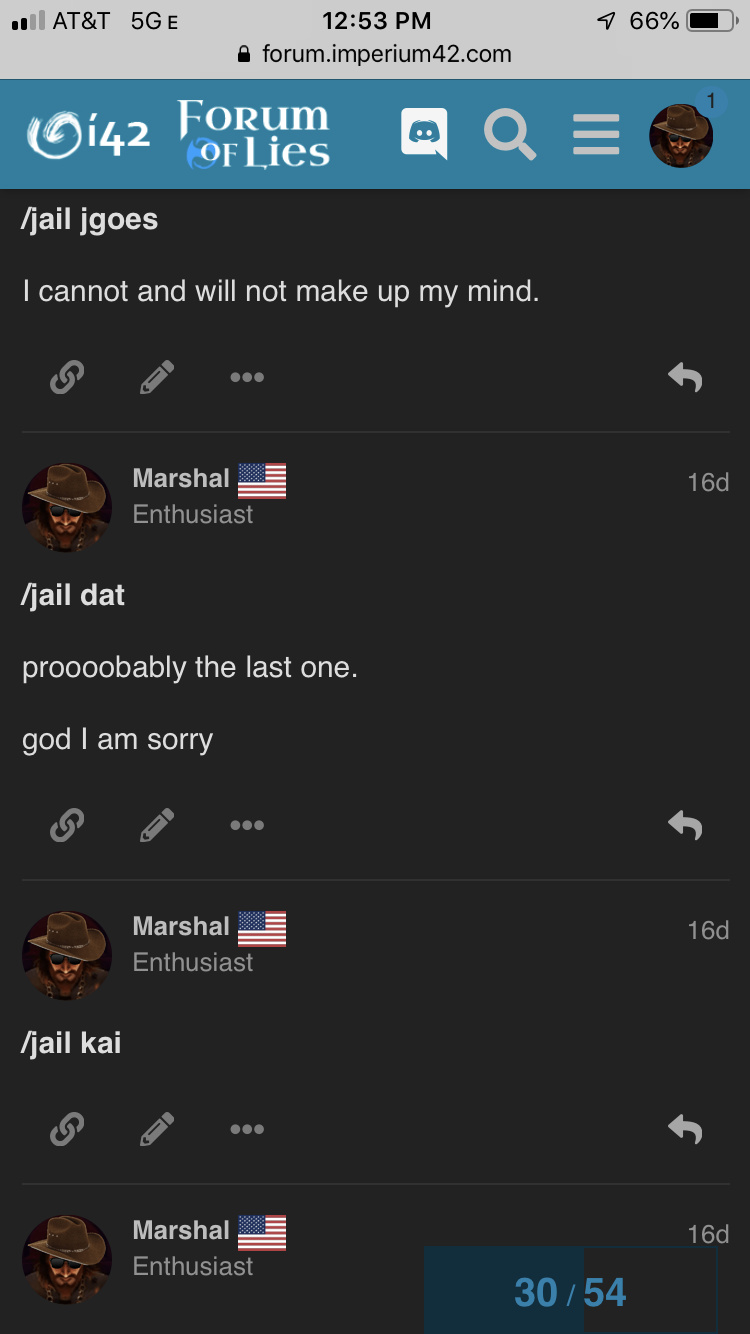 AT&T 5G E 12:53 PM 66%
forum.imperium42.com
i42 FORUM OF LIES 1
/jail jgoes
I cannot and will not make up my mind.
Marshal 16d
Enthusiast
/jail dat
proooobably the last one.
god I am sorry
Marshal 16d
Enthusiast
/jail kai
Marshal 16d
Enthusiast
30 / 54